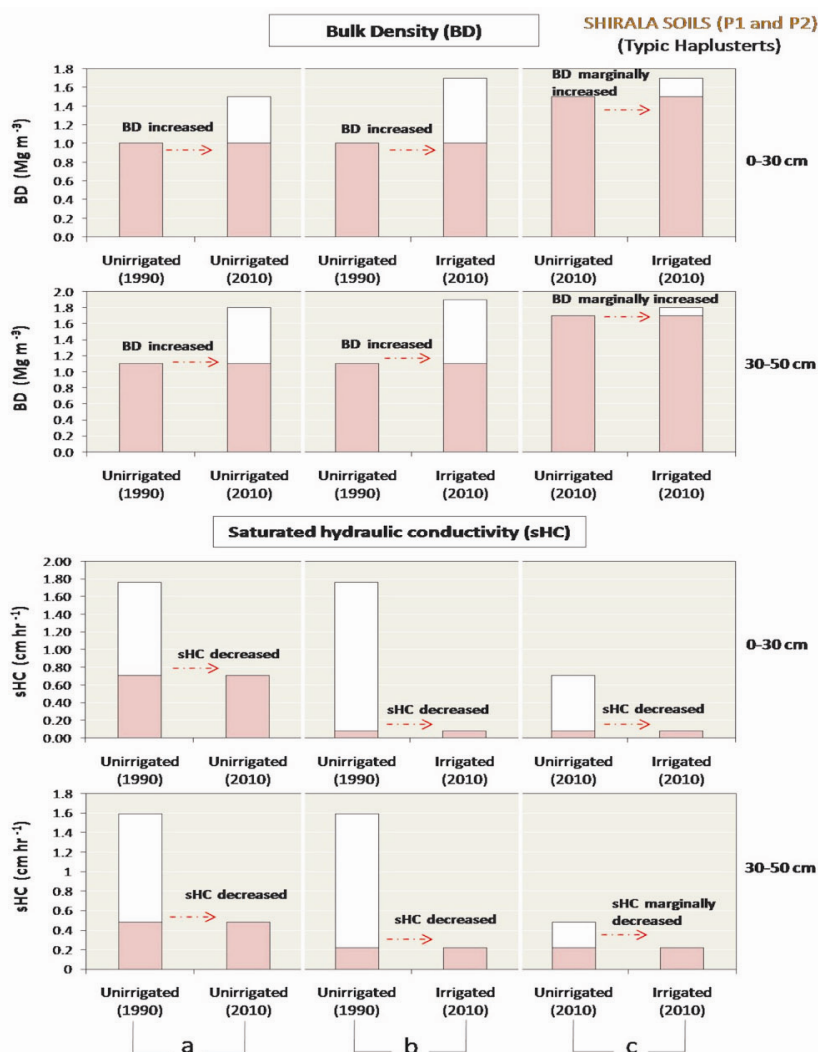 Bulk Density (BD)
SHIRALA SOILS (P1 and P2)
(Typic Haplusterts)
BD (Mg m⁻³)
1.8
1.6
1.4
1.2
1.0
0.8
0.6
0.4
0.2
0.0
BD increased
BD increased
BD marginally
increased
0-30 cm
Unirrigated Unirrigated Unirrigated Irrigated Unirrigated Irrigated
(1990) (2010) (1990) (2010) (2010) (2010)
BD (Mg m⁻³)
2.0
1.8
1.6
1.4
1.2
1.0
0.8
0.6
0.4
0.2
0.0
BD increased
BD increased
BD marginally increased
30-50 cm
Unirrigated Unirrigated Unirrigated Irrigated Unirrigated Irrigated
(1990) (2010) (1990) (2010) (2010) (2010)
Saturated hydraulic conductivity (sHC)
sHC (cm hr⁻¹)
2.00
1.80
1.60
1.40
1.20
1.00
0.80
0.60
0.40
0.20
0.00
sHC decreased
sHC decreased
sHC decreased
0-30 cm
Unirrigated Unirrigated Unirrigated Irrigated Unirrigated Irrigated
(1990) (2010) (1990) (2010) (2010) (2010)
sHC (cm hr⁻¹)
1.8
1.6
1.4
1.2
1
0.8
0.6
0.4
0.2
0
sHC decreased
sHC decreased
sHC marginally
decreased
30-50 cm
Unirrigated Unirrigated Unirrigated Irrigated Unirrigated Irrigated
(1990) (2010) (1990) (2010) (2010) (2010)
a b c